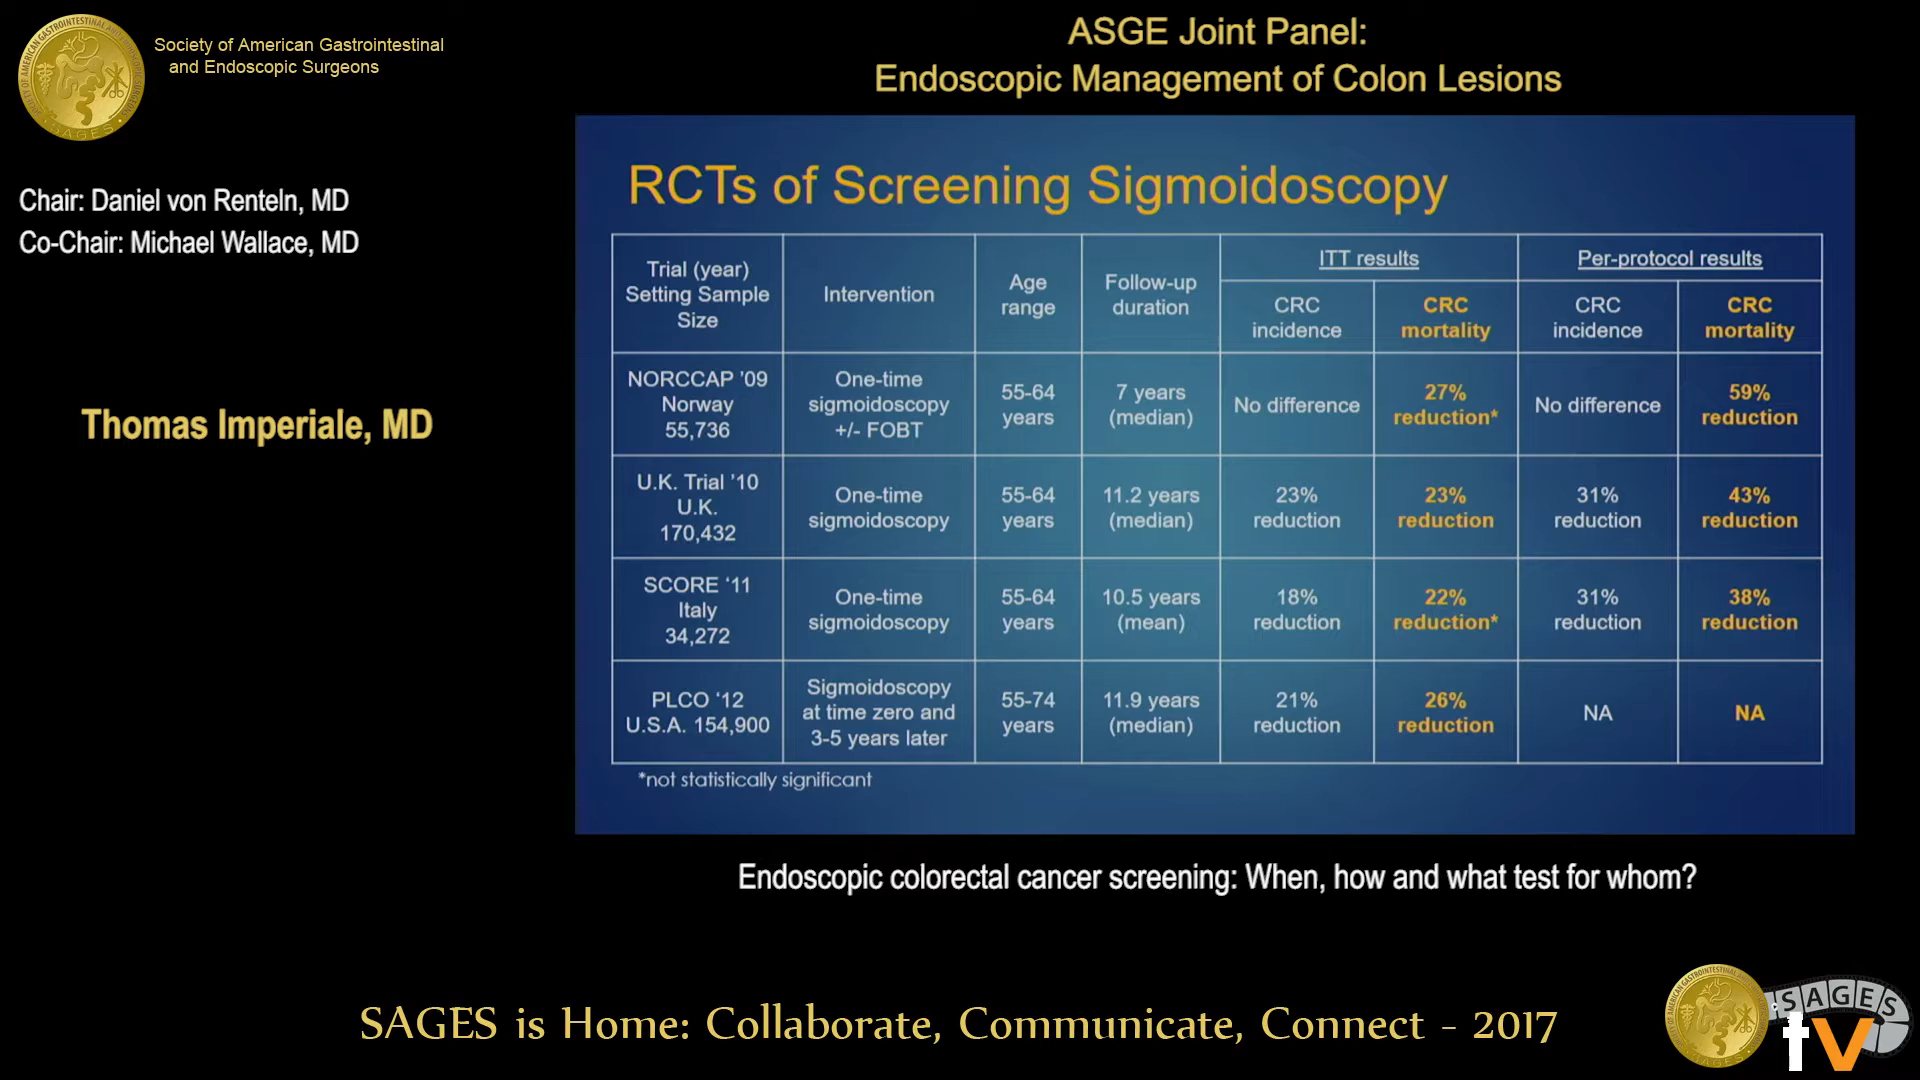 Society of American Gastrointestinal
and Endoscopic Surgeons
ASGE Joint Panel:
Endoscopic Management of Colon Lesions
Chair: Daniel von Renteln, MD
Co-Chair: Michael Wallace, MD
Thomas Imperiale, MD
RCTs of Screening Sigmoidoscopy
Trial (year)
Setting Sample
Size
Intervention
Age
range
Follow-up
duration
ITT results
Per-protocol results
CRC
incidence
CRC
mortality
CRC
incidence
CRC
mortality
NORCCAP ’09
Norway
55,736
One-time
sigmoidoscopy
+/- FOBT
55-64
years
7 years
(median)
No difference
27%
reduction*
No difference
59%
reduction
U.K. Trial ’10
U.K.
170,432
One-time
sigmoidoscopy
55-64
years
11.2 years
(median)
23%
reduction
23%
reduction
31%
reduction
43%
reduction
SCORE ‘11
Italy
34,272
One-time
sigmoidoscopy
55-64
years
10.5 years
(mean)
18%
reduction
22%
reduction*
31%
reduction
38%
reduction
PLCO ‘12
U.S.A. 154,900
Sigmoidoscopy
at time zero and
3-5 years later
55-74
years
11.9 years
(median)
21%
reduction
26%
reduction
NA
NA
*not statistically significant
Endoscopic colorectal cancer screening: When, how and what test for whom?
SAGES is Home: Collaborate, Communicate, Connect - 2017
SAGES
tv